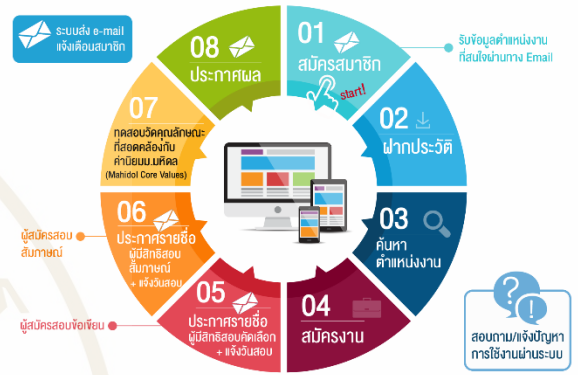 ระบบส่ง e-mail
แจ้งเตือนสมาชิก
01
สมัครสมาชิก
start!
รับข้อมูลตำแหน่งงาน
ที่สนใจผ่านทาง Email
02
ฝากประวัติ
03
ค้นหา
ตำแหน่งงาน
04
สมัครงาน
05
ประกาศรายชื่อ
ผู้มีสิทธิสอบคัดเลือก
+ แจ้งวันสอบ
ผู้สมัครสอบข้อเขียน
06
ประกาศรายชื่อ
ผู้มีสิทธิสอบ
สัมภาษณ์
+ แจ้งวันสอบ
ผู้สมัครสอบ
สัมภาษณ์
07
ทดสอบวัดคุณลักษณะ
ที่สอดคล้องกับ
ค่านิยมม.มหิดล
(Mahidol Core Values)
08
ประกาศผล
?
!
สอบถาม/แจ้งปัญหา
การใช้งานผ่านระบบ